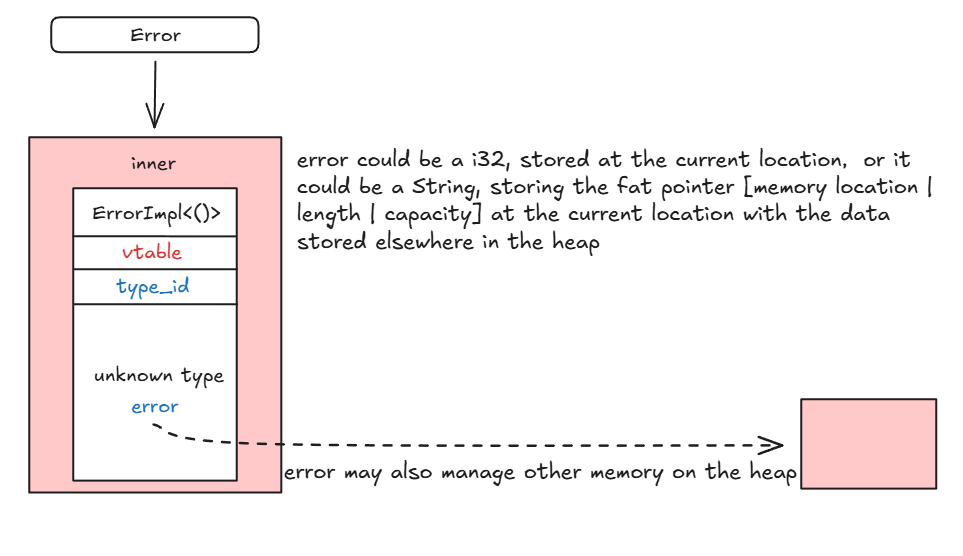 Error
inner
ErrorImpl<()>
vtable
type_id
unknown type
error
error could be a i32, stored at the current location, or it
could be a String, storing the fat pointer [memory location |
length | capacity] at the current location with the data
stored elsewhere in the heap
error may also manage other memory on the heap